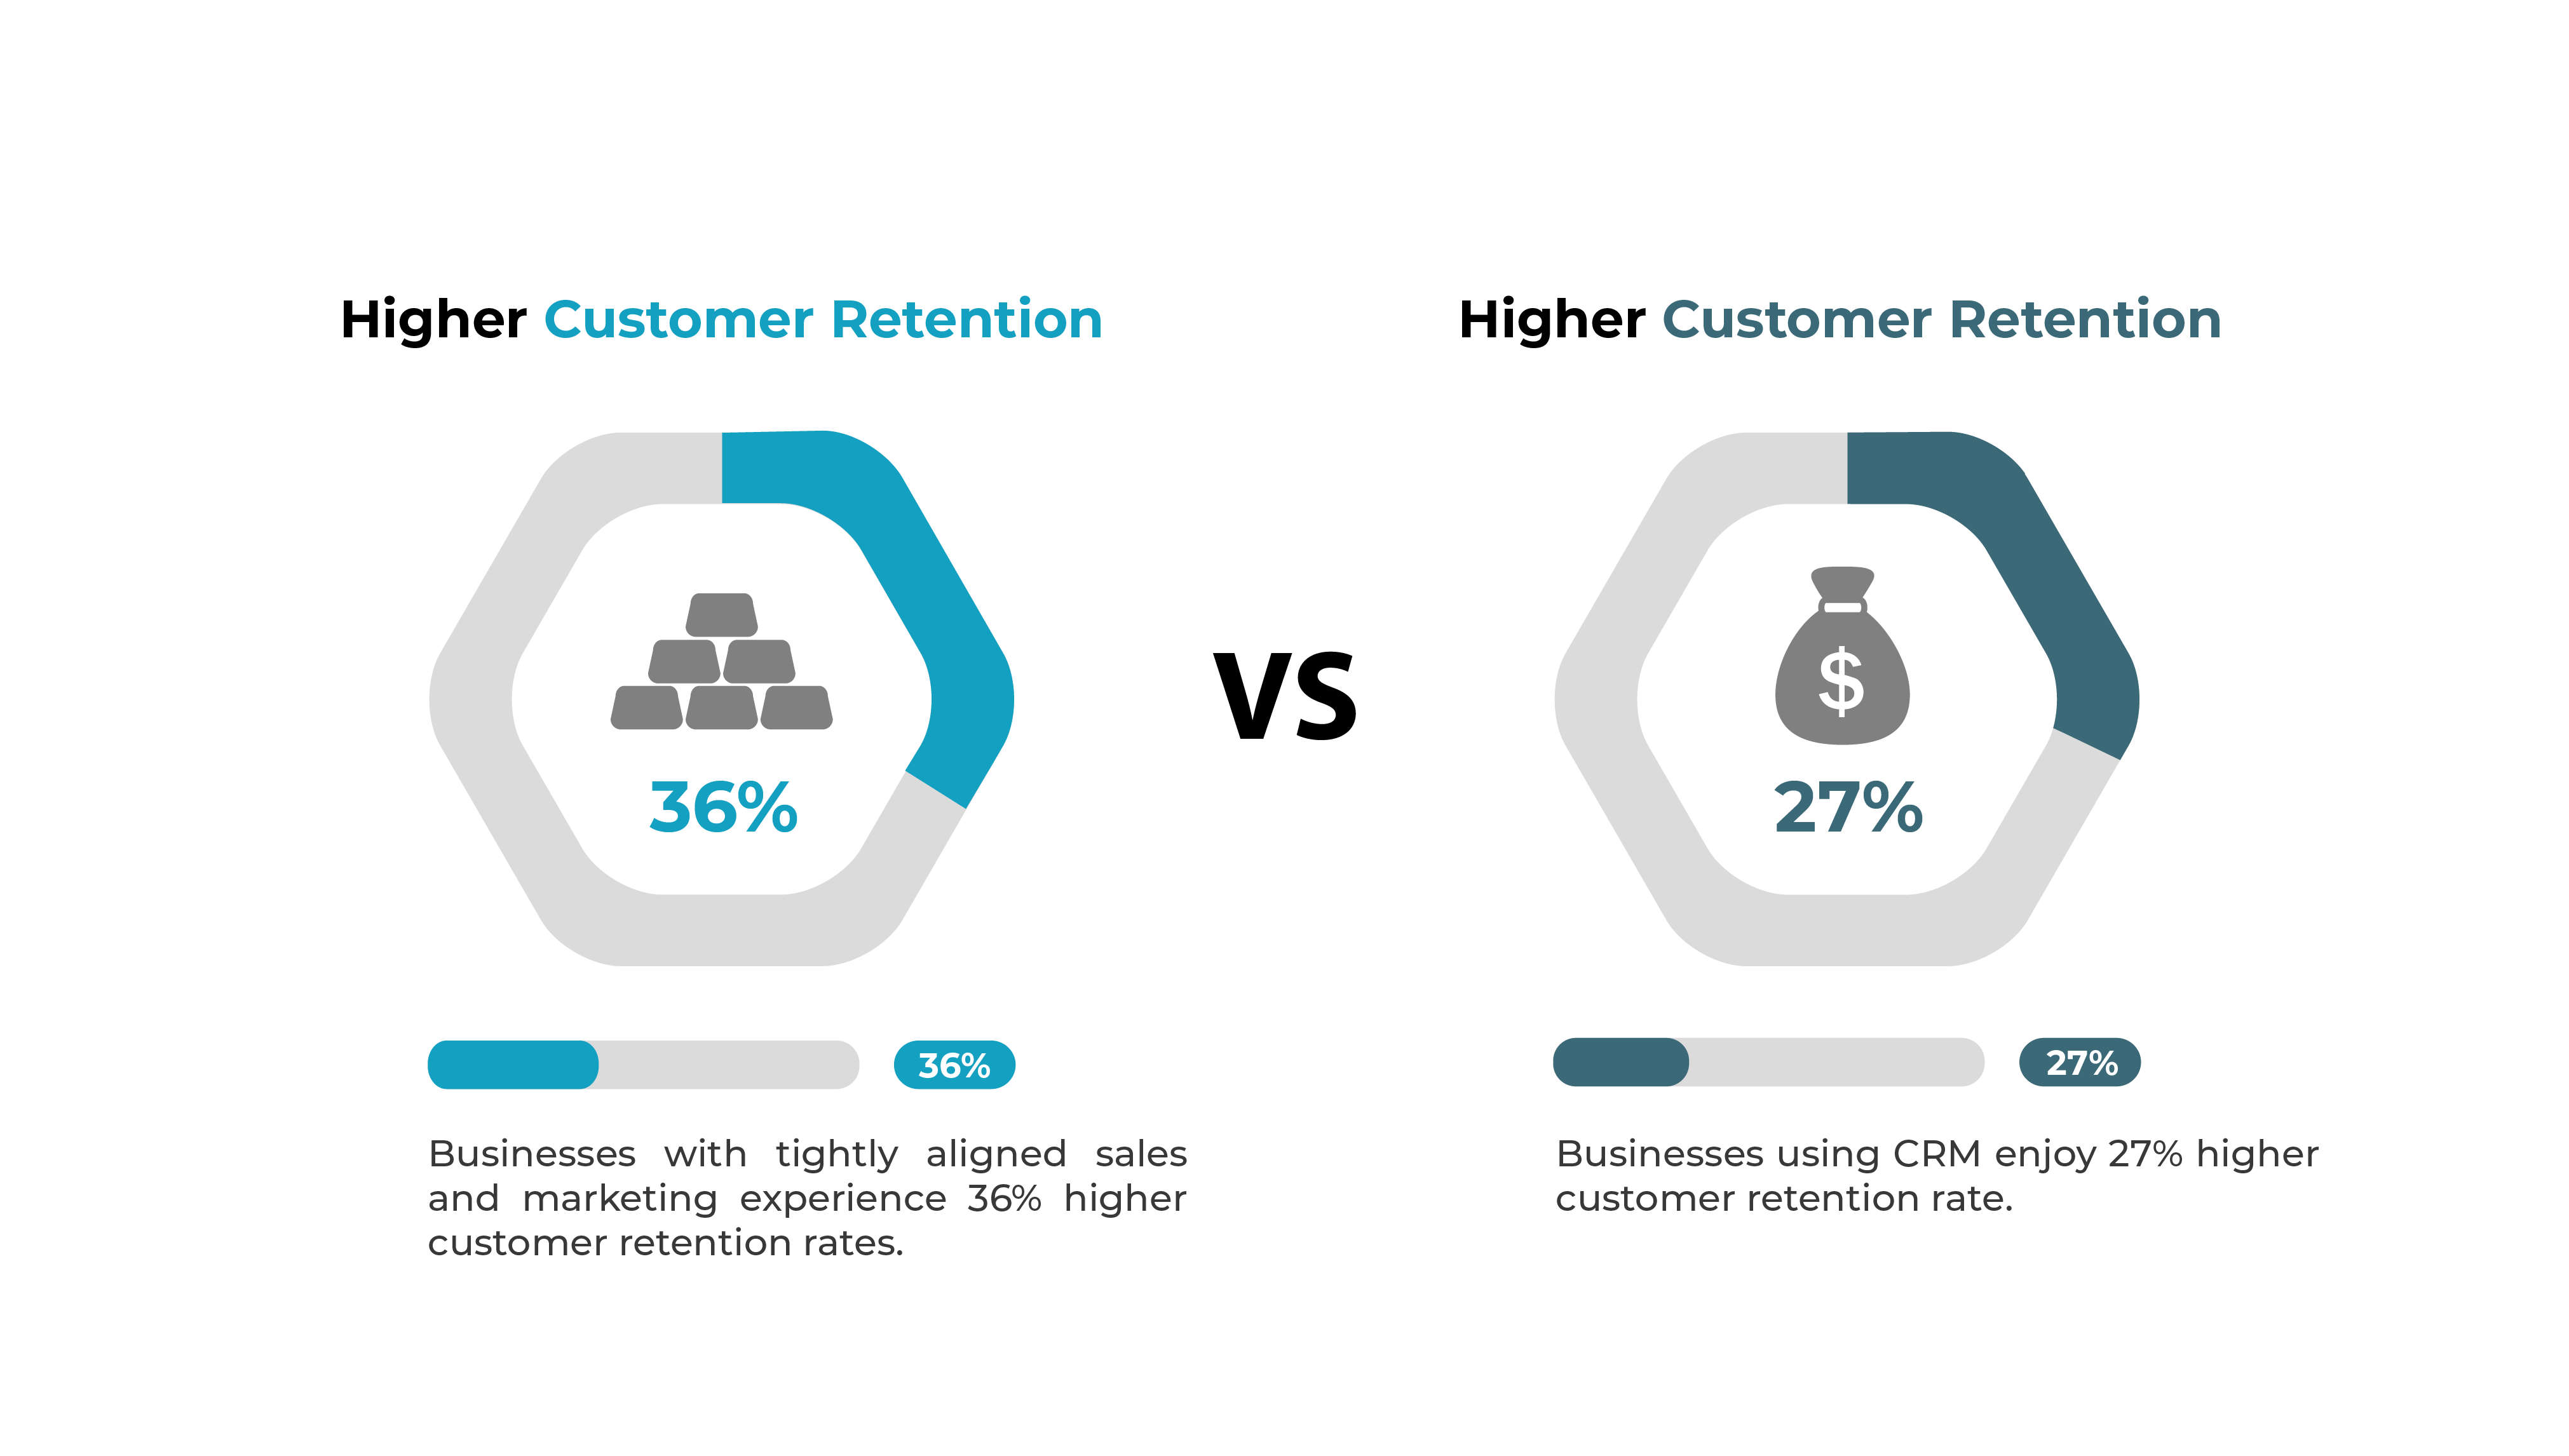 Higher Customer Retention
36%
36%
Businesses with tightly aligned sales
and marketing experience 36% higher
customer retention rates.
VS
Higher Customer Retention
$
27%
27%
Businesses using CRM enjoy 27% higher
customer retention rate.